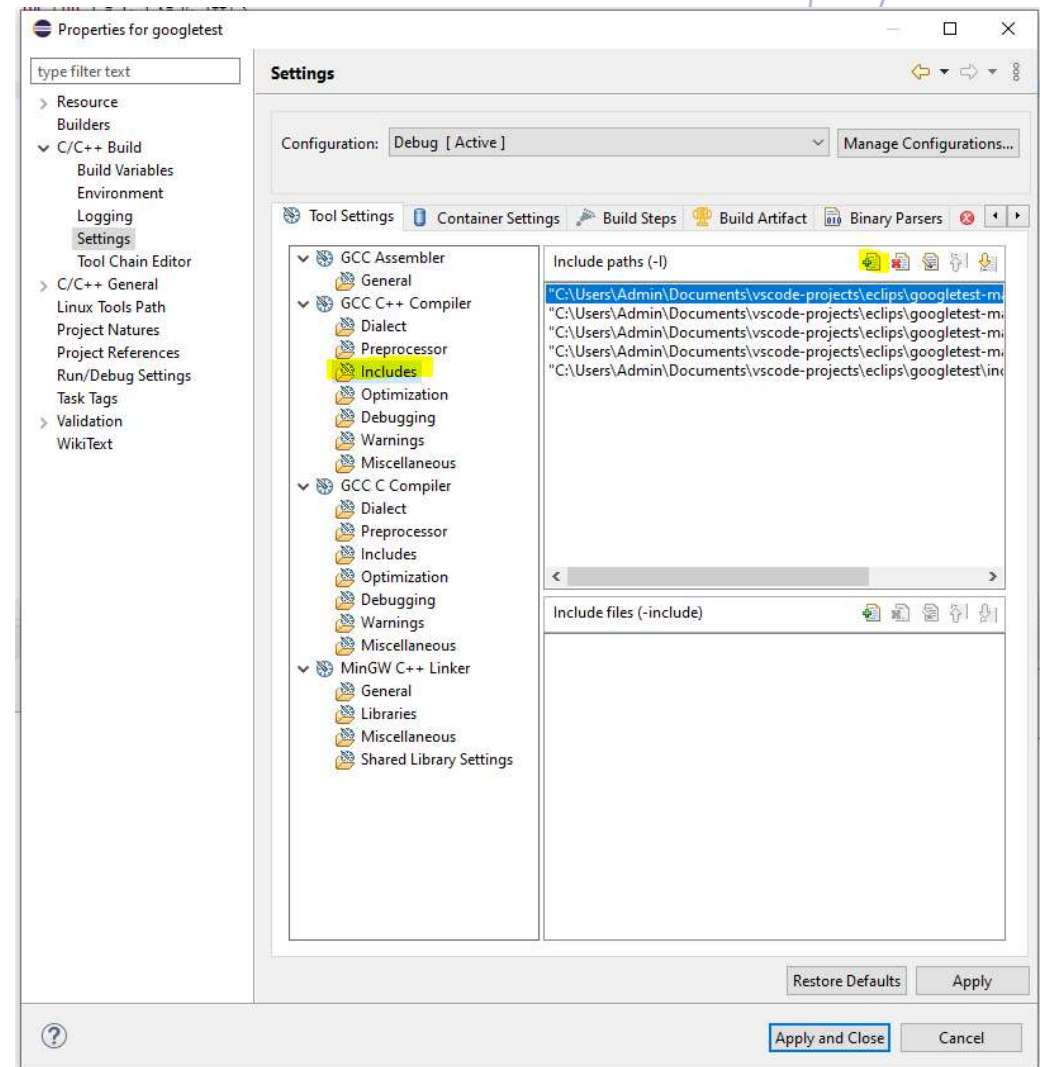 Properties for googletest
type filter text
Settings
Resource
Builders
C/C++ Build
Build Variables
Environment
Logging
Settings
Tool Chain Editor
C/C++ General
Linux Tools Path
Project Natures
Project References
Run/Debug Settings
Task Tags
Validation
WikiText
Configuration: Debug [ Active ] Manage Configurations...
Tool Settings Container Settings Build Steps Build Artifact Binary Parsers
GCC Assembler
General
GCC C++ Compiler
Dialect
Preprocessor
Includes
Optimization
Debugging
Warnings
Miscellaneous
GCC C Compiler
Dialect
Preprocessor
Includes
Optimization
Debugging
Warnings
Miscellaneous
MinGW C++ Linker
General
Libraries
Miscellaneous
Shared Library Settings
Include paths (-I)
"C:\Users\Admin\Documents\vscode-projects\eclips\googletest-ma
"C:\Users\Admin\Documents\vscode-projects\eclips\googletest-ma
"C:\Users\Admin\Documents\vscode-projects\eclips\googletest-ma
"C:\Users\Admin\Documents\vscode-projects\eclips\googletest-ma
"C:\Users\Admin\Documents\vscode-projects\eclips\googletest\inc
Include files (-include)
Restore Defaults Apply
Apply and Close Cancel